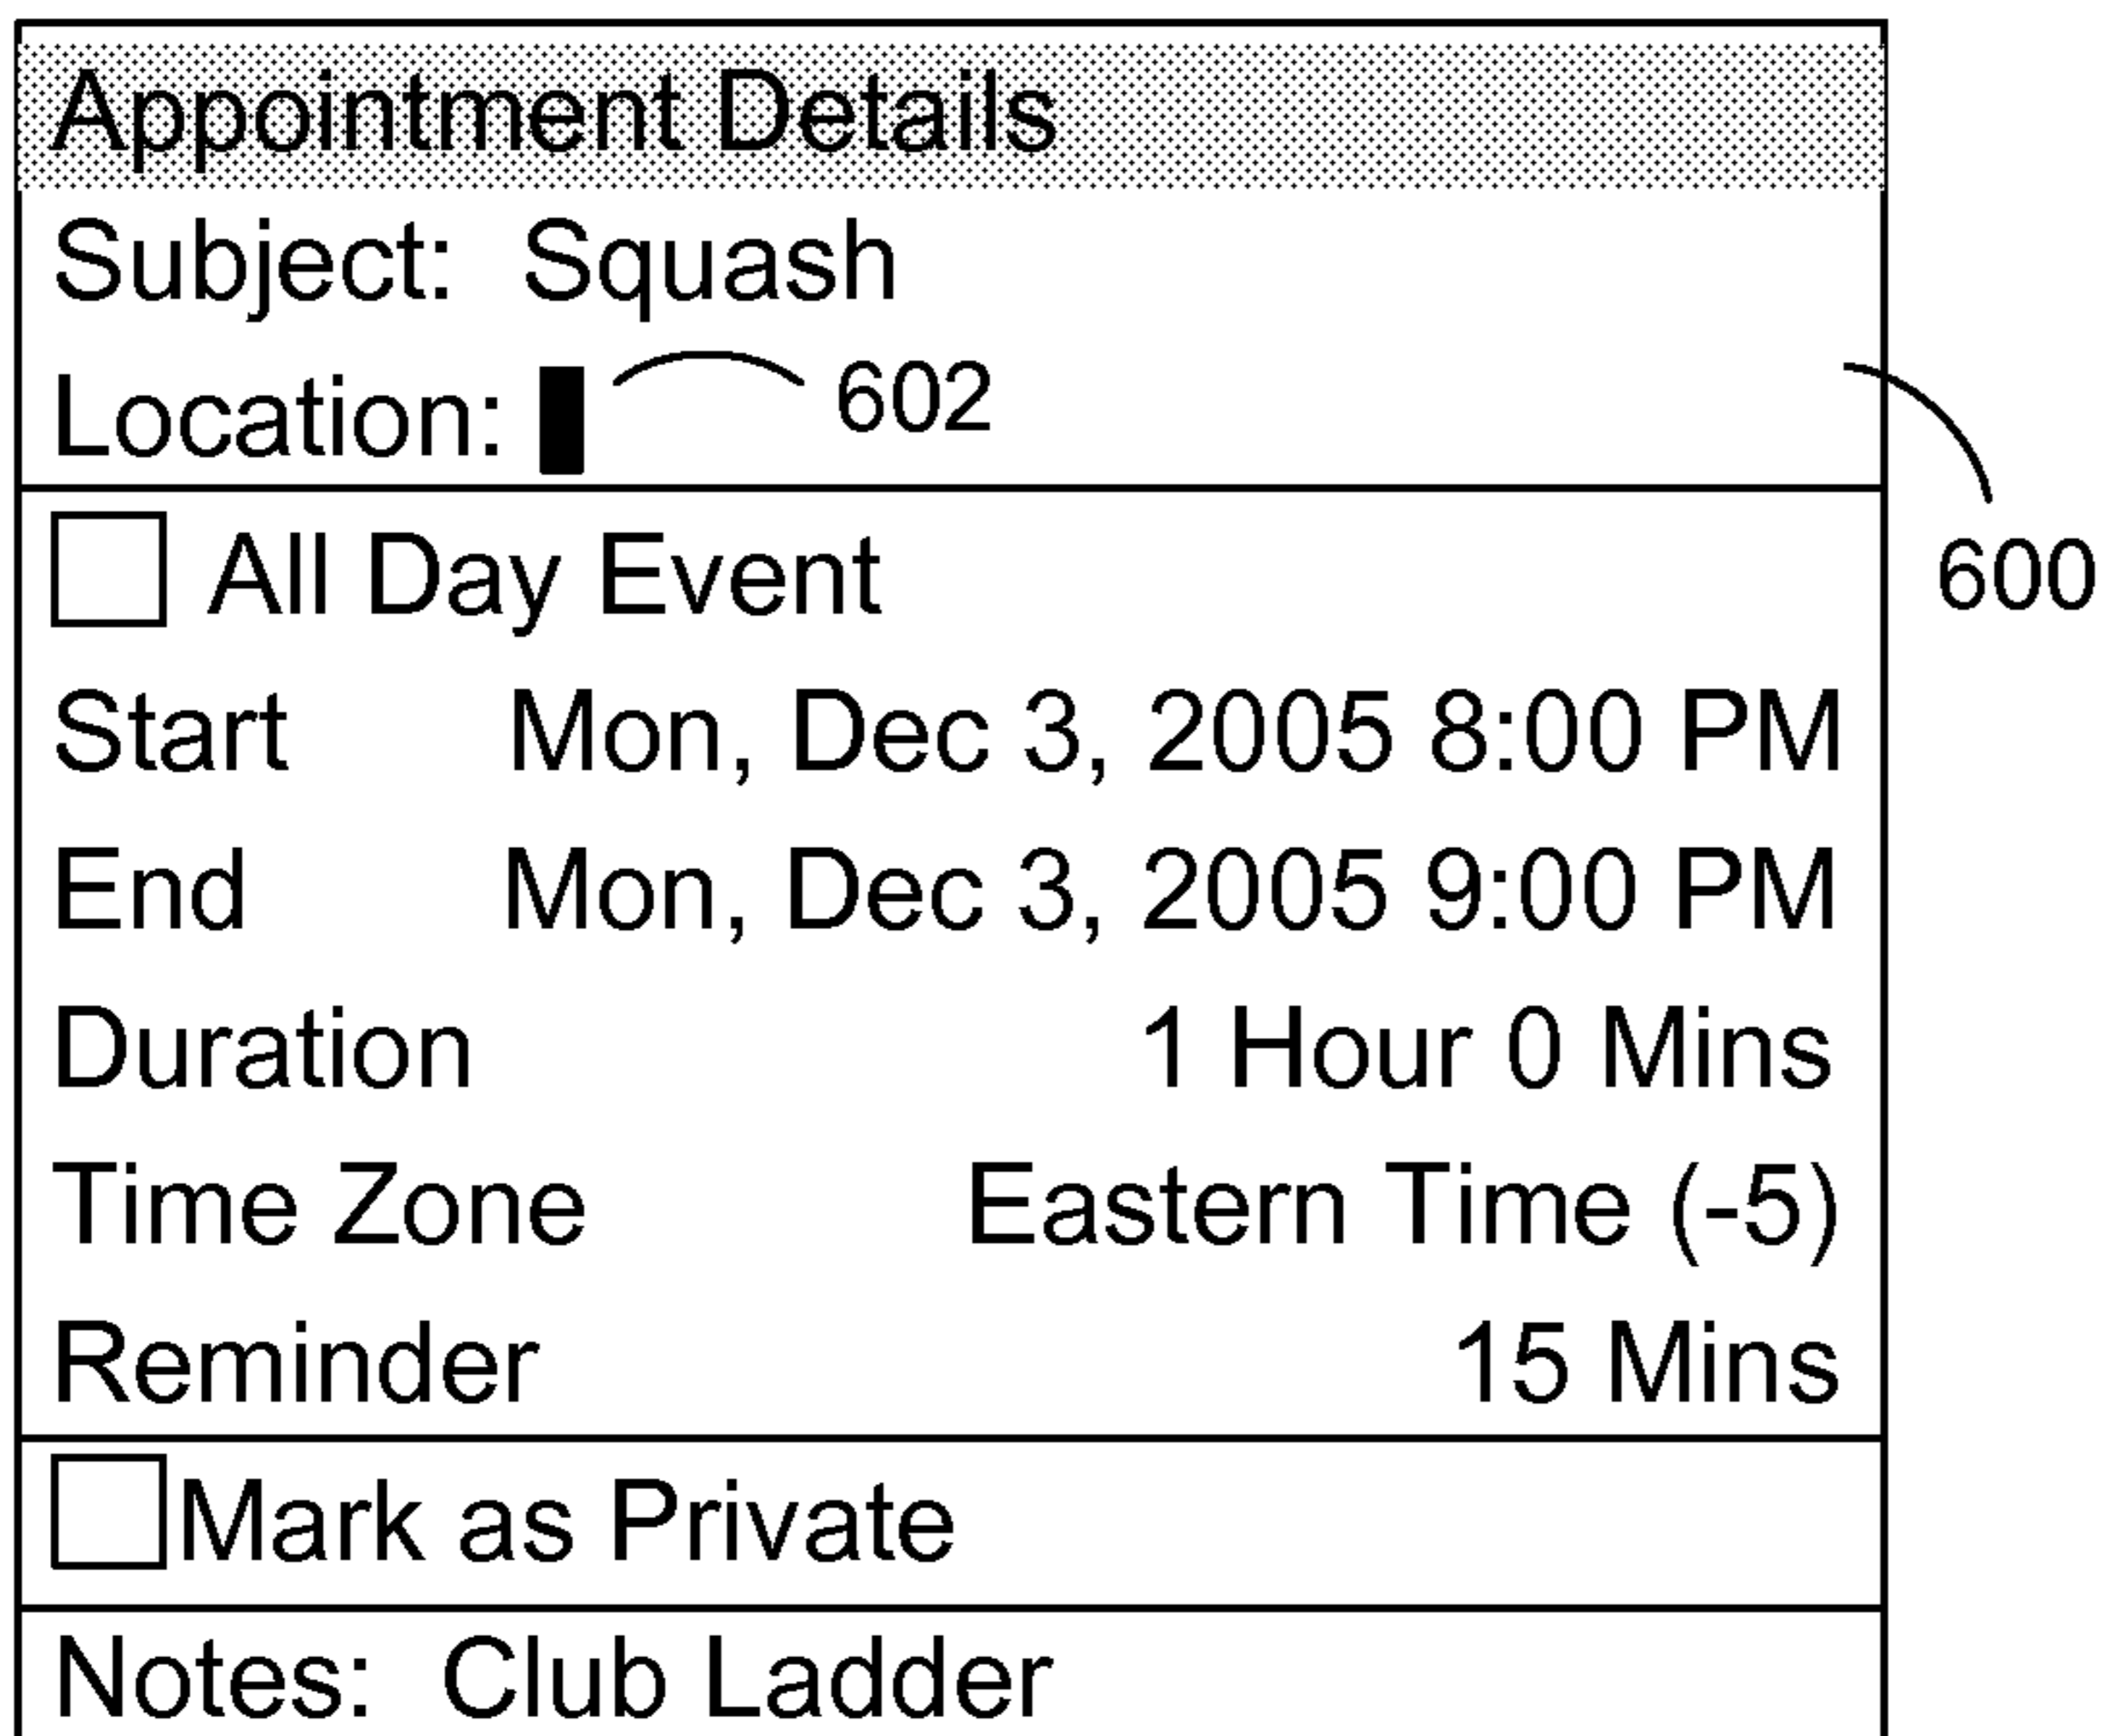 Appointment Details
Subject: Squash
Location: 602
600
All Day Event
Start Mon, Dec 3, 2005 8:00 PM
End Mon, Dec 3, 2005 9:00 PM
Duration 1 Hour 0 Mins
Time Zone Eastern Time (-5)
Reminder 15 Mins
Mark as Private
Notes: Club Ladder